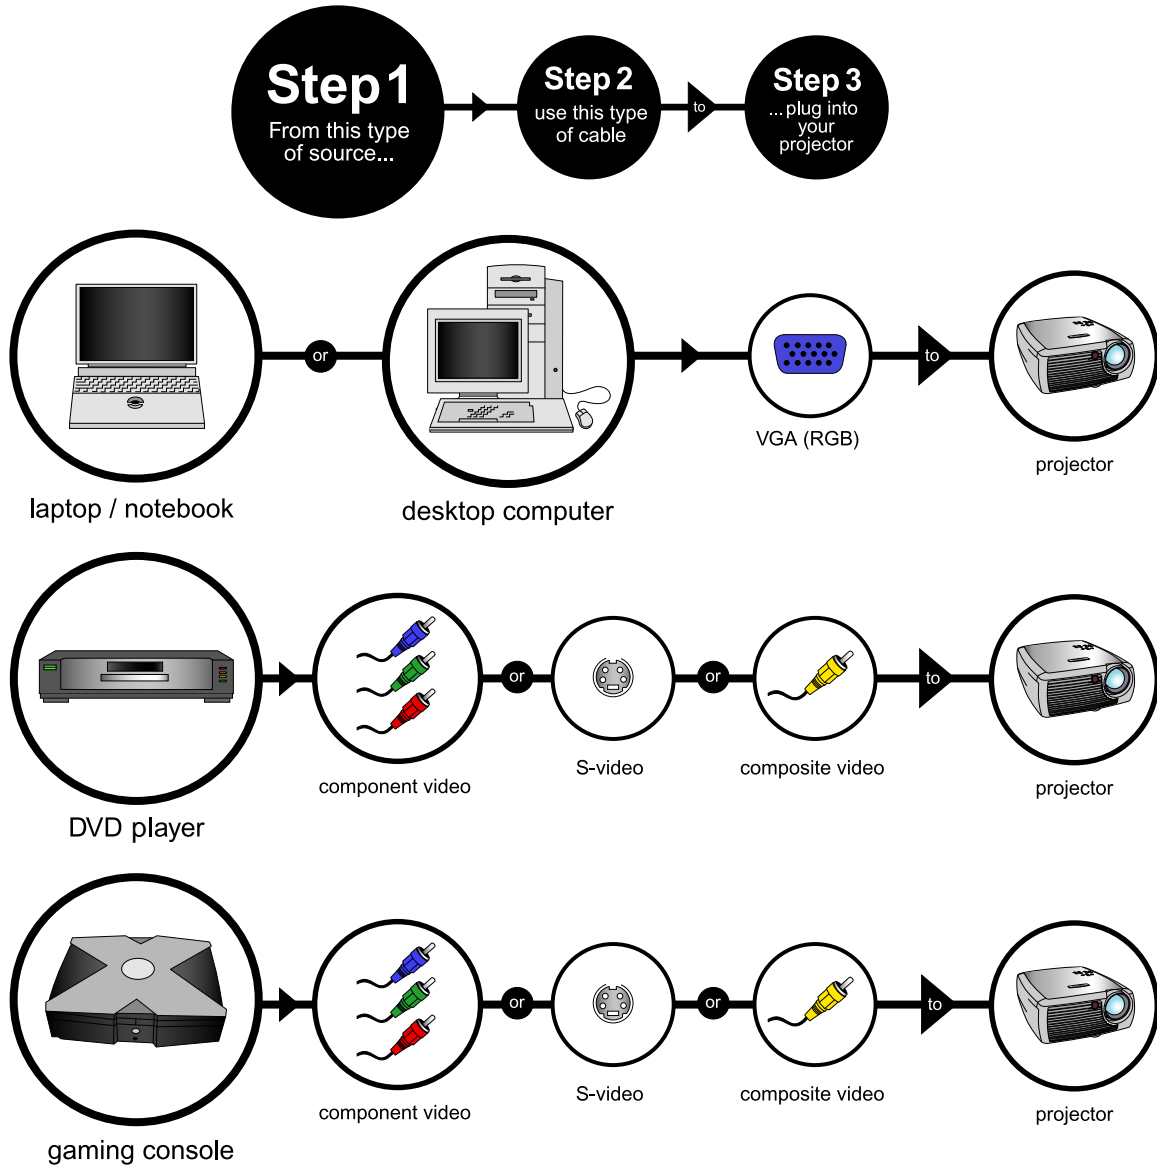 Step 1
From this type
of source...
Step 2
use this type
of cable
to
Step 3
...plug into
your
projector
or
to
VGA (RGB)
projector
laptop / notebook
desktop computer
or
or
to
component video
S-video
composite video
projector
DVD player
or
or
to
component video
S-video
composite video
projector
gaming console